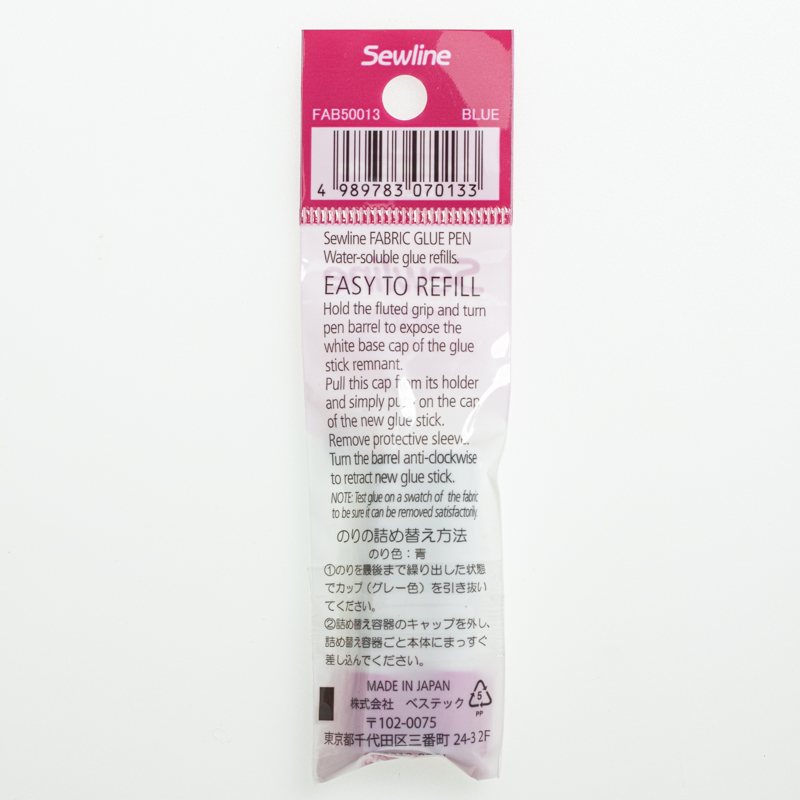 Sewline
FAB50013 BLUE
4 989783 070133
Sewline FABRIC GLUE PEN
Water-soluble glue refills.
EASY TO REFILL
Hold the fluted grip and turn
pen barrel to expose the
white base cap of the glue
stick remnant.
Pull this cap from its holder
and simply on the cap
of the new glue stick.
Remove protective sleeve.
Turn the barrel anti-clockwise
to retract new glue stick.
NOTE: Test glue on a swatch of the fabric
to be sure it can be removed satisfactorily.
のりの詰め替え方法
のり色：青
①のりを最後まで繰り出した状態
でカップ（グレー色）を引き抜い
てください。
②詰め替え容器のキャップを外し、
詰め替え容器ごと本体にまっすぐ
差し込んでください。
MADE IN JAPAN
株式会社 ベステック
〒102-0075
東京都千代田区三番町 24-3 2F
5
PP